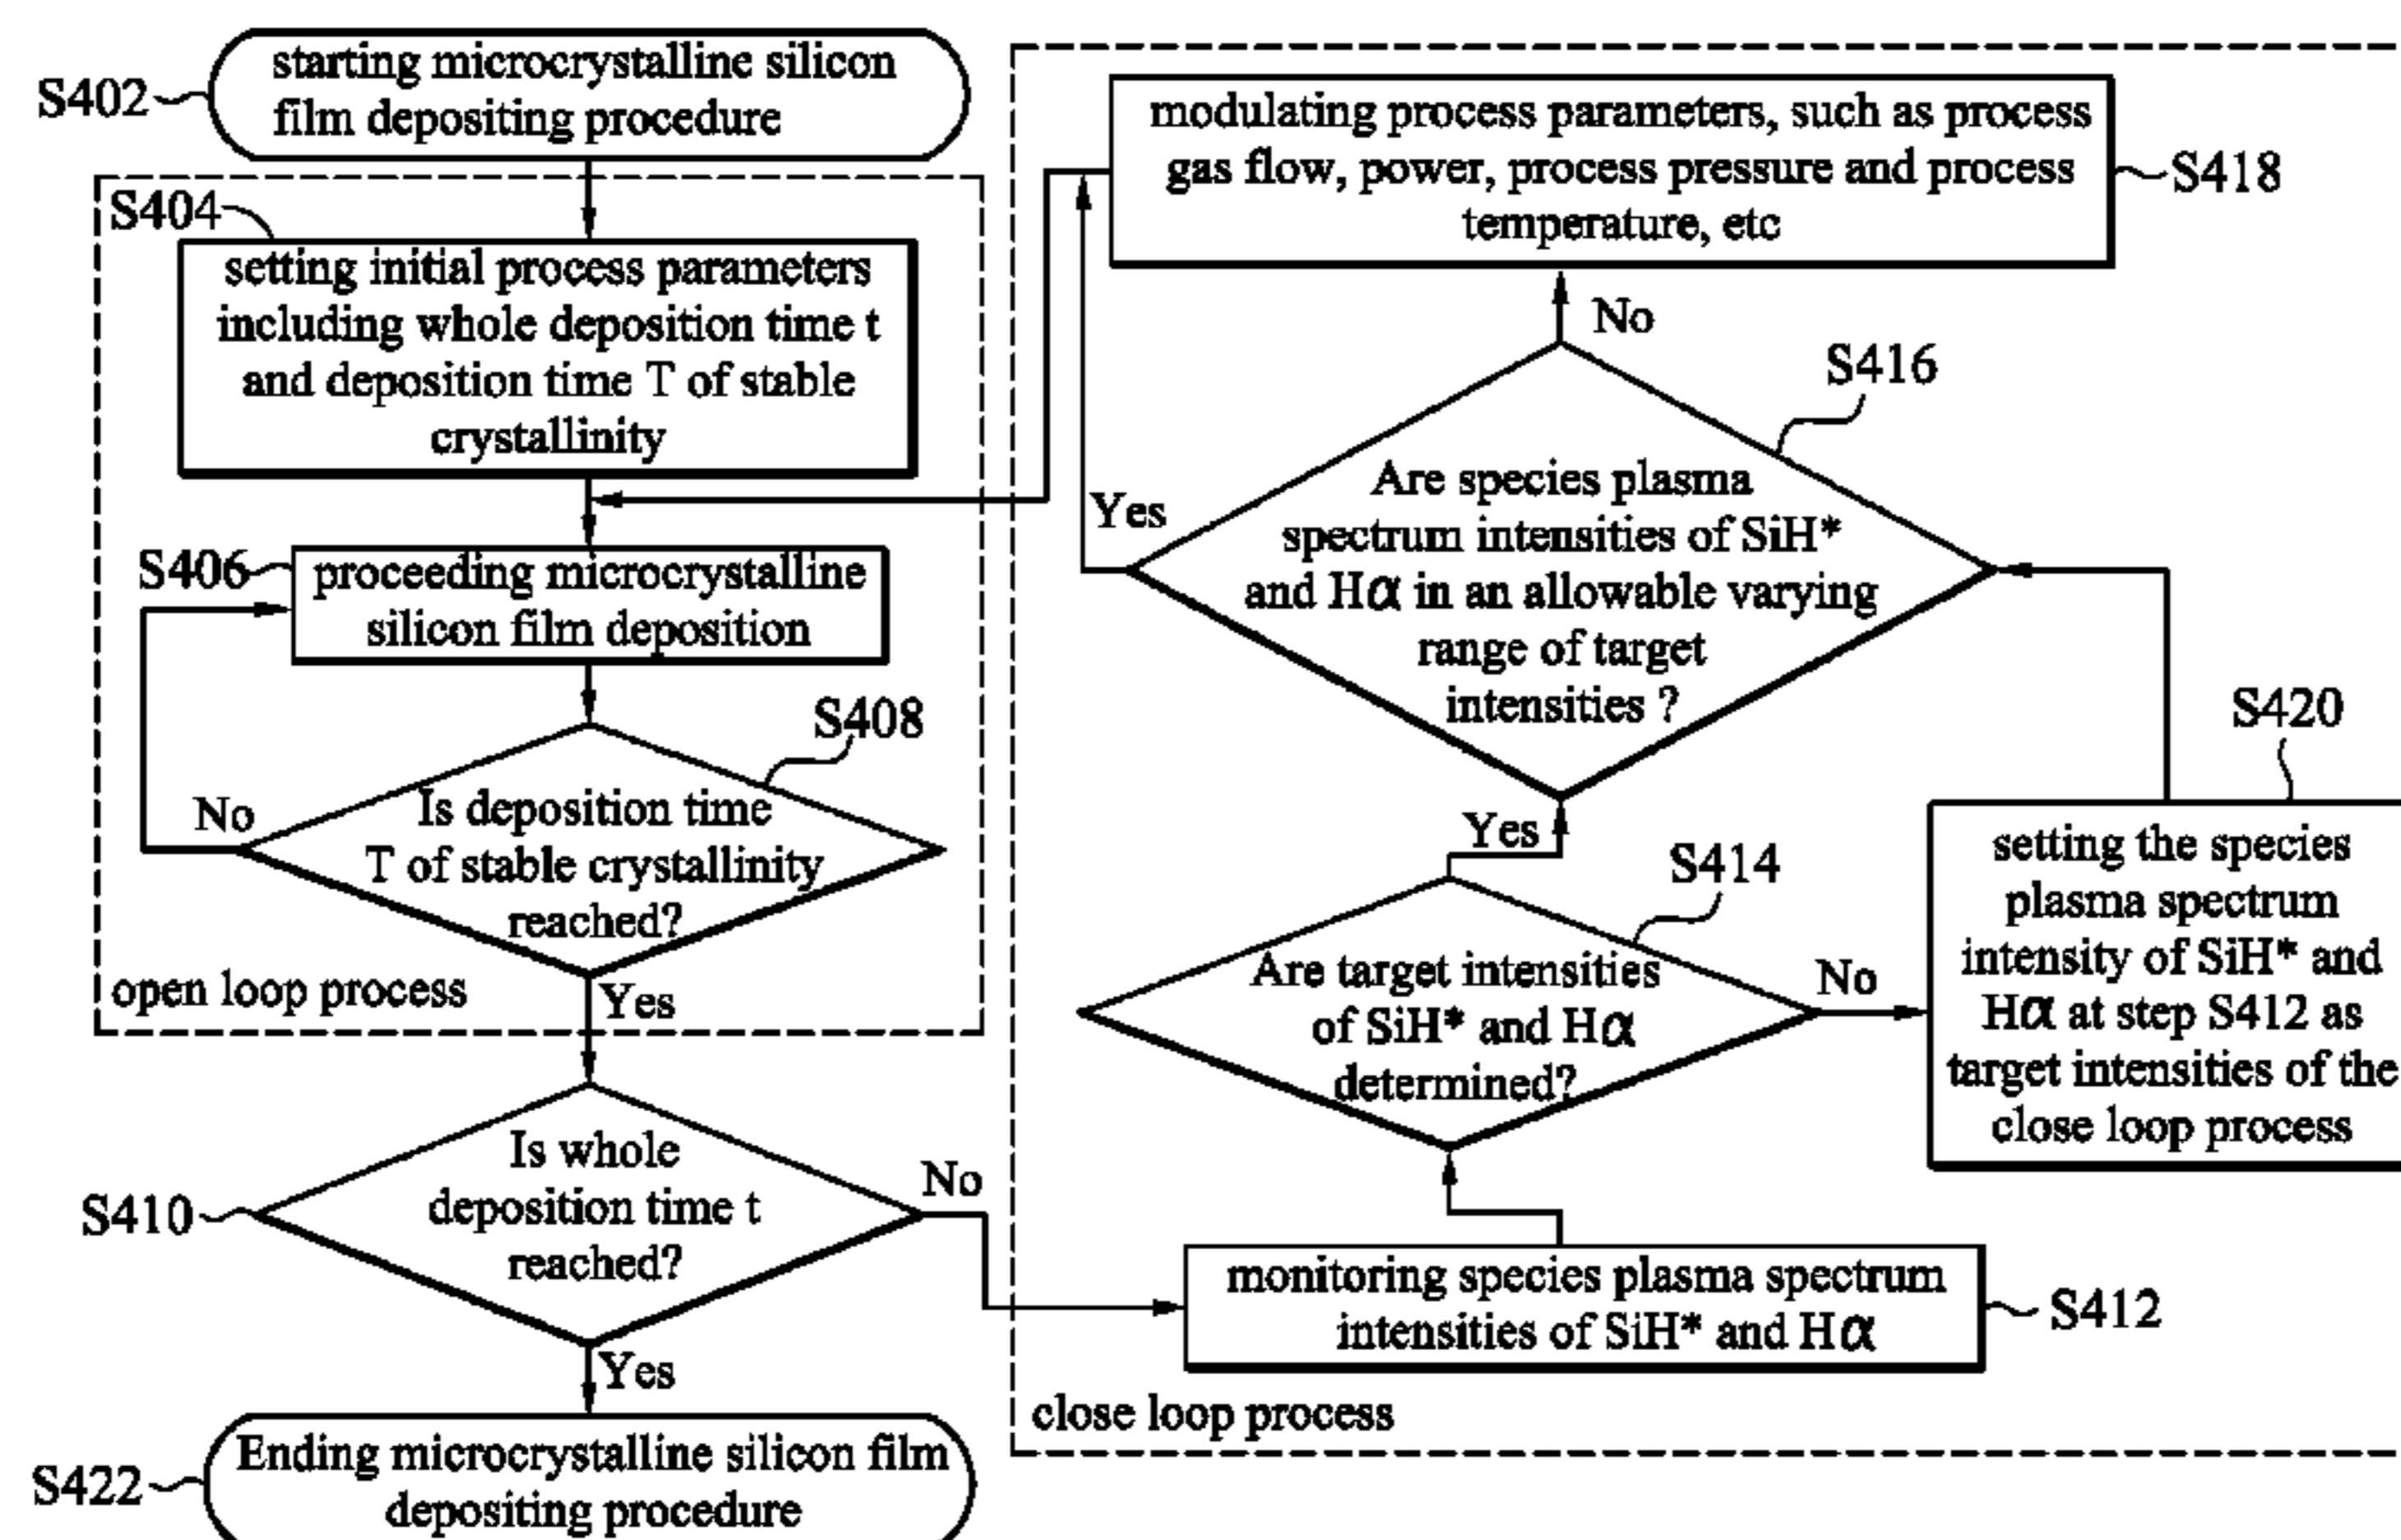 S402
starting microcrystalline silicon
film depositing procedure
S404
setting initial process parameters
including whole deposition time t
and deposition time T of stable
crystallinity
S406
proceeding microcrystalline
silicon film deposition
S408
No
Is deposition time
T of stable crystallinity
reached?
open loop process
Yes
S410
Is whole
deposition time t
reached?
No
Yes
S422
Ending microcrystalline silicon film
depositing procedure
modulating process parameters, such as process
gas flow, power, process pressure and process
temperature, etc
S418
No
S416
Yes
Are species plasma
spectrum intensities of SiH*
and Hα in an allowable varying
range of target
intensities ?
S420
setting the species
plasma spectrum
intensity of SiH* and
Hα at step S412 as
target intensities of the
close loop process
Yes
S414
Are target intensities
of SiH* and Hα
determined?
No
monitoring species plasma spectrum
intensities of SiH* and Hα
S412
close loop process